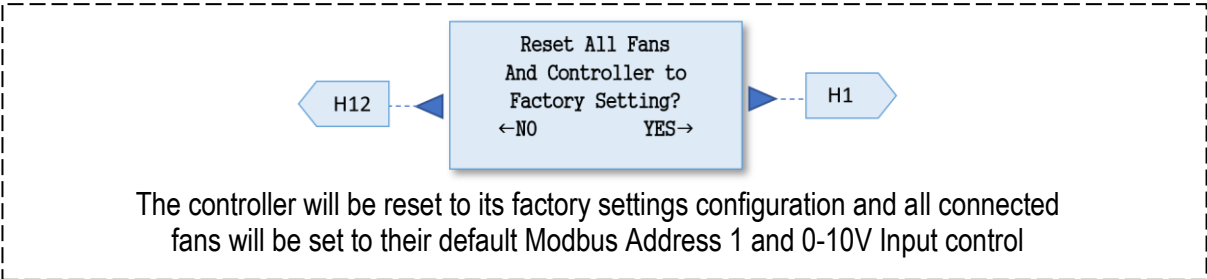 Reset All Fans
And Controller to
Factory Setting?
←NO YES→
H12
H1
The controller will be reset to its factory settings configuration and all connected
fans will be set to their default Modbus Address 1 and 0-10V Input control